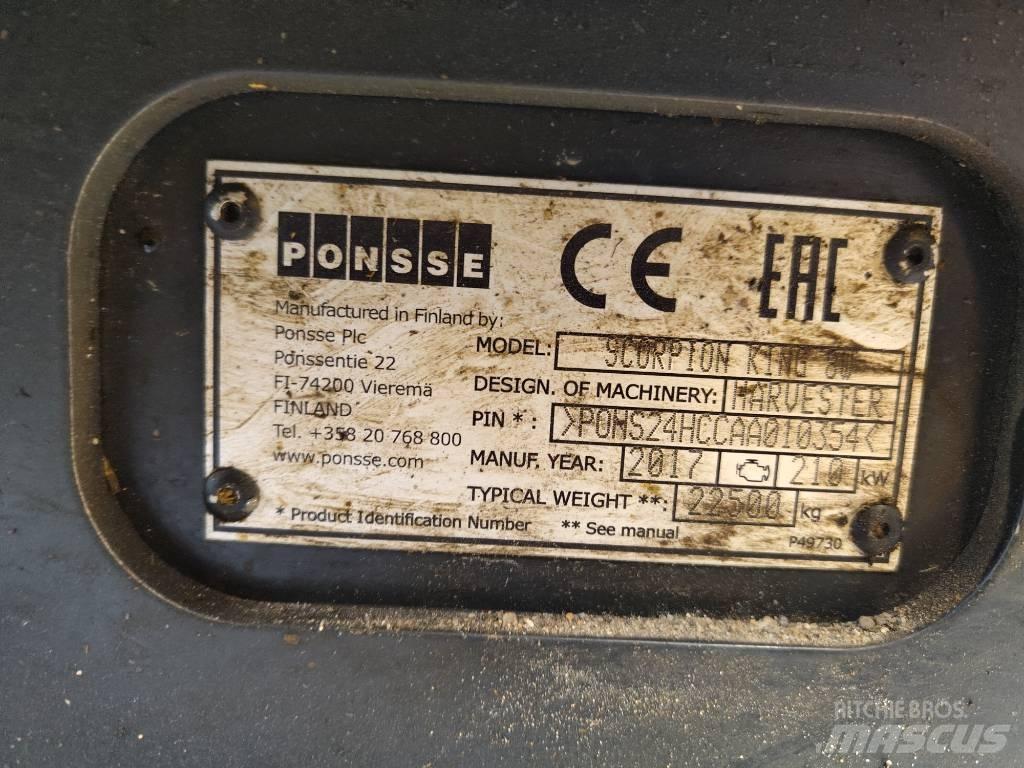 PONSSE
CE
EAC
Manufactured in Finland by:
Ponsse Plc
Ponssentie 22
FI-74200 Vieremä
FINLAND
Tel. +358 20 768 800
www.ponsse.com
MODEL: SCORPION KING 8W
DESIGN. OF MACHINERY: HARVESTER
PIN *: >PONS24HCCAA010354<
MANUF. YEAR: 2017 210 kW
TYPICAL WEIGHT **: 22500 kg
* Product Identification Number ** See manual
P49730
RITCHIE BROS.
MASCUS